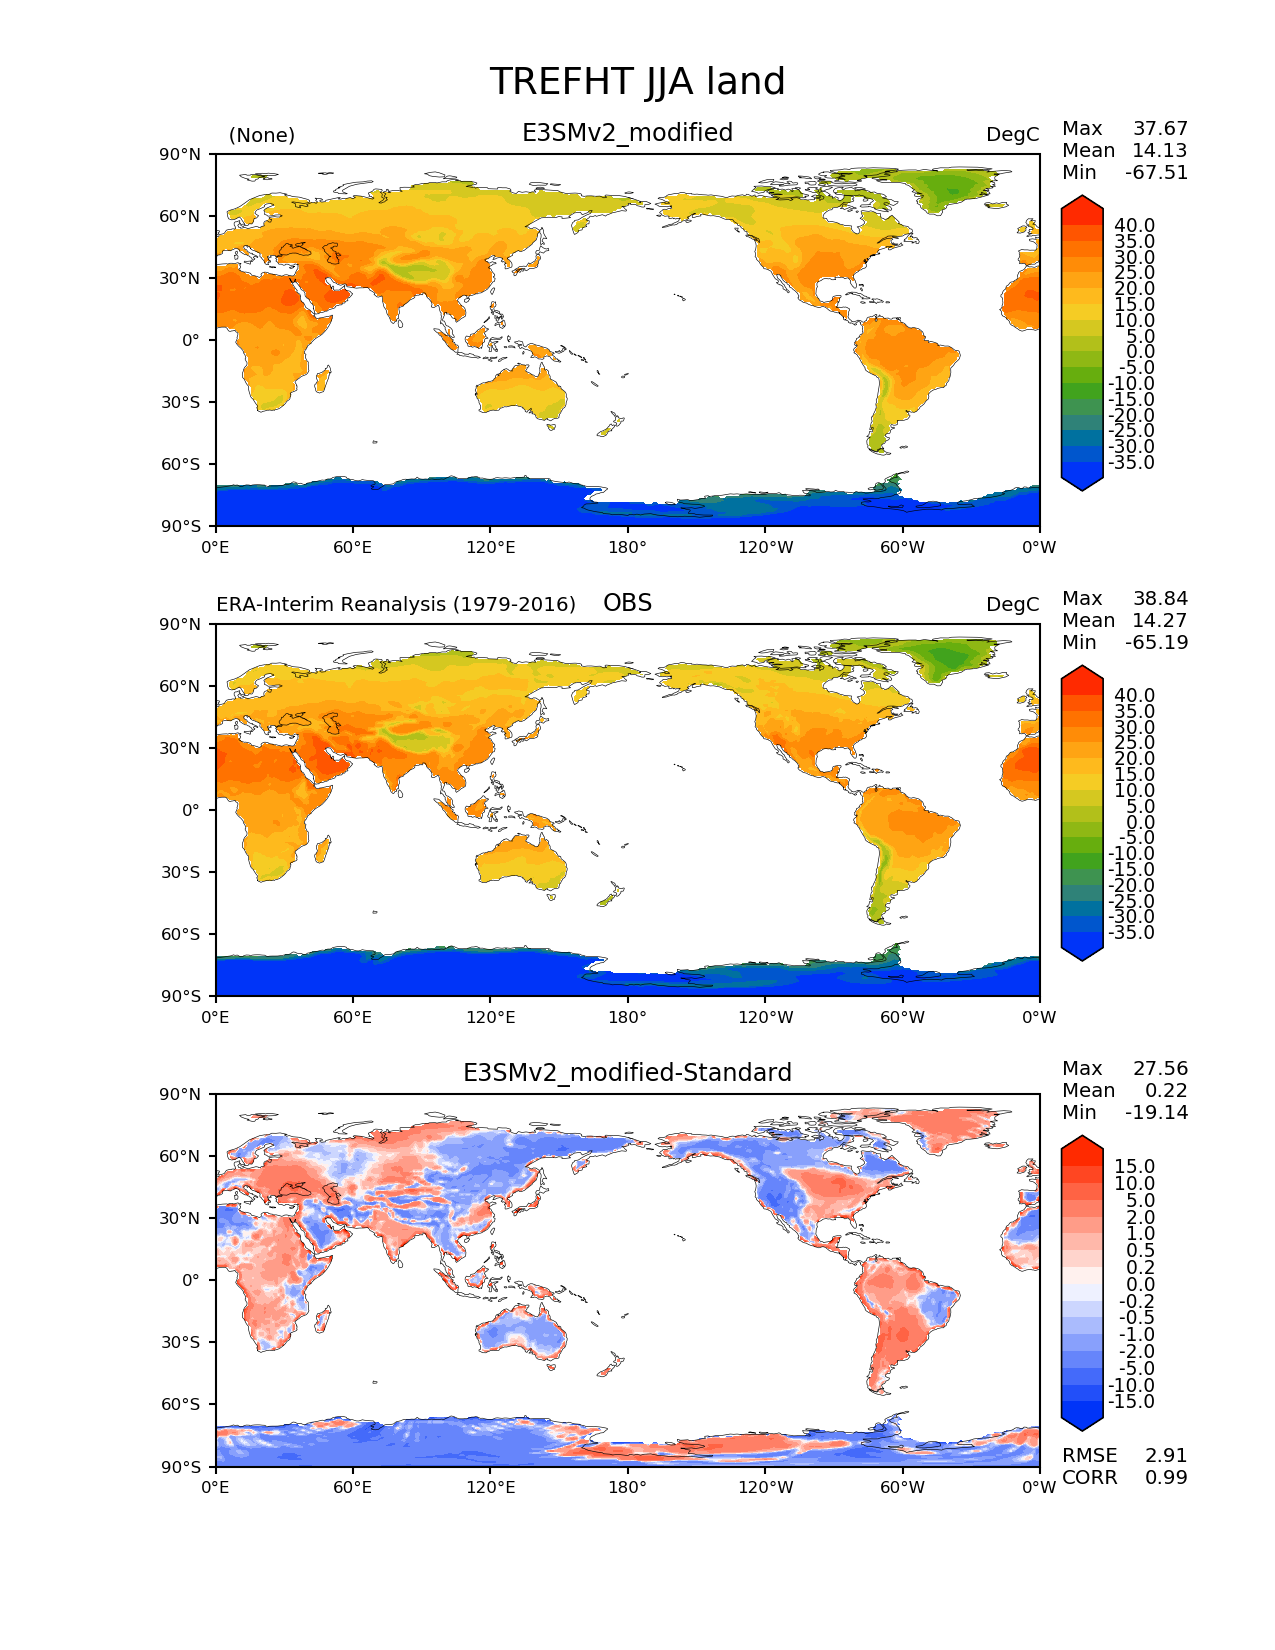 TREFHT JJA land
(None) E3SMv2_modified DegC
Max 37.67
Mean 14.13
Min -67.51
90°N
60°N
30°N
0°
30°S
60°S
90°S
0°E 60°E 120°E 180° 120°W 60°W 0°W
40.0
35.0
30.0
25.0
20.0
15.0
10.0
5.0
0.0
-5.0
-10.0
-15.0
-20.0
-25.0
-30.0
-35.0
ERA-Interim Reanalysis (1979-2016) OBS DegC
Max 38.84
Mean 14.27
Min -65.19
90°N
60°N
30°N
0°
30°S
60°S
90°S
0°E 60°E 120°E 180° 120°W 60°W 0°W
40.0
35.0
30.0
25.0
20.0
15.0
10.0
5.0
0.0
-5.0
-10.0
-15.0
-20.0
-25.0
-30.0
-35.0
E3SMv2_modified-Standard
Max 27.56
Mean 0.22
Min -19.14
90°N
60°N
30°N
0°
30°S
60°S
90°S
0°E 60°E 120°E 180° 120°W 60°W 0°W
15.0
10.0
5.0
2.0
1.0
0.5
0.2
0.0
-0.2
-0.5
-1.0
-2.0
-5.0
-10.0
-15.0
RMSE 2.91
CORR 0.99